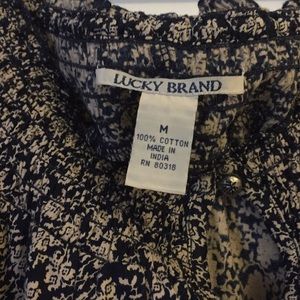 LUCKY BRAND
M
100% COTTON
MADE IN
INDIA
RN 80318